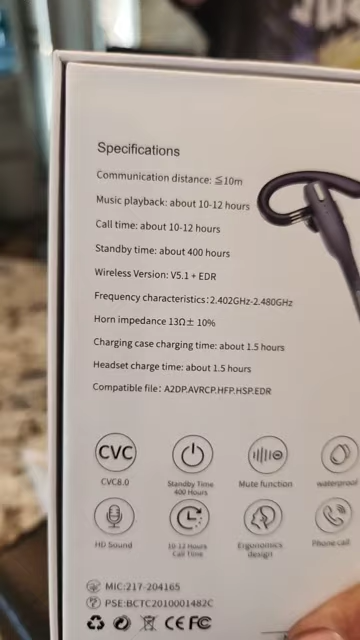 Specifications
Communication distance: ≦10m
Music playback: about 10-12 hours
Call time: about 10-12 hours
Standby time: about 400 hours
Wireless Version: V5.1 + EDR
Frequency characteristics:2.402GHz-2.480GHz
Horn impedance 13Ω± 10%
Charging case charging time: about 1.5 hours
Headset charge time: about 1.5 hours
Compatible file: A2DP.AVRCP.HFP.HSP.EDR
CVC
CVC8.0
Standby Time
400 Hours
Mute function
waterproof
HD Sound
10-12 Hours
Call Time
Ergonomics
design
Phone call
MIC:217-204165
PSE:BCTC2010001482C
CE FC